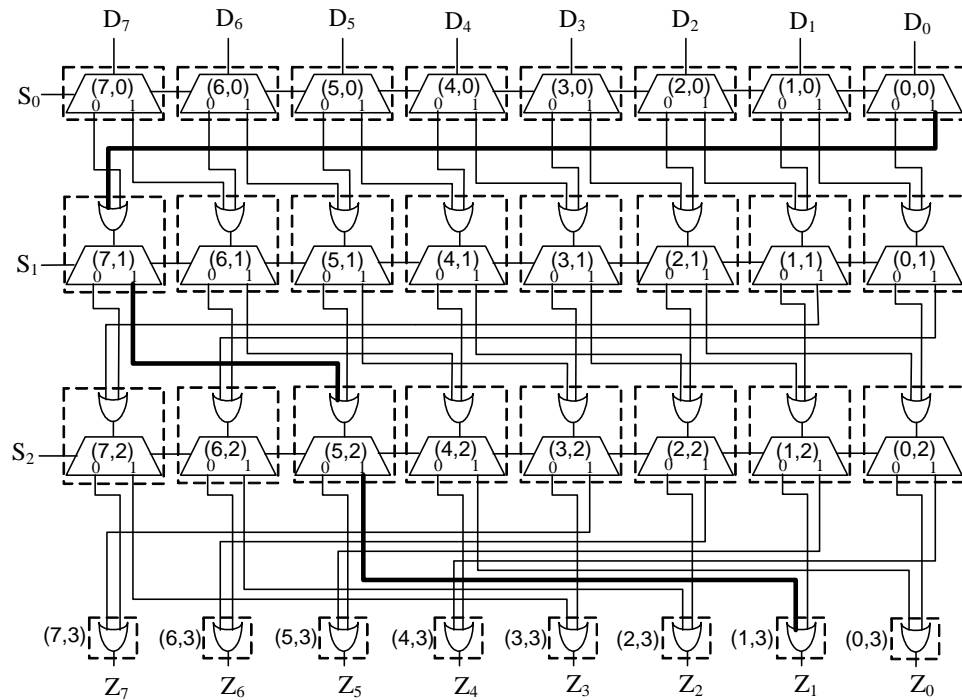 D7 D6 D5 D4 D3 D2 D1 D0
S0 (7,0) (6,0) (5,0) (4,0) (3,0) (2,0) (1,0) (0,0)
0 1 0 1 0 1 0 1 0 1 0 1 0 1 0 1
S1 (7,1) (6,1) (5,1) (4,1) (3,1) (2,1) (1,1) (0,1)
0 1 0 1 0 1 0 1 0 1 0 1 0 1 0 1
S2 (7,2) (6,2) (5,2) (4,2) (3,2) (2,2) (1,2) (0,2)
0 1 0 1 0 1 0 1 0 1 0 1 0 1 0 1
(7,3) (6,3) (5,3) (4,3) (3,3) (2,3) (1,3) (0,3)
Z7 Z6 Z5 Z4 Z3 Z2 Z1 Z0